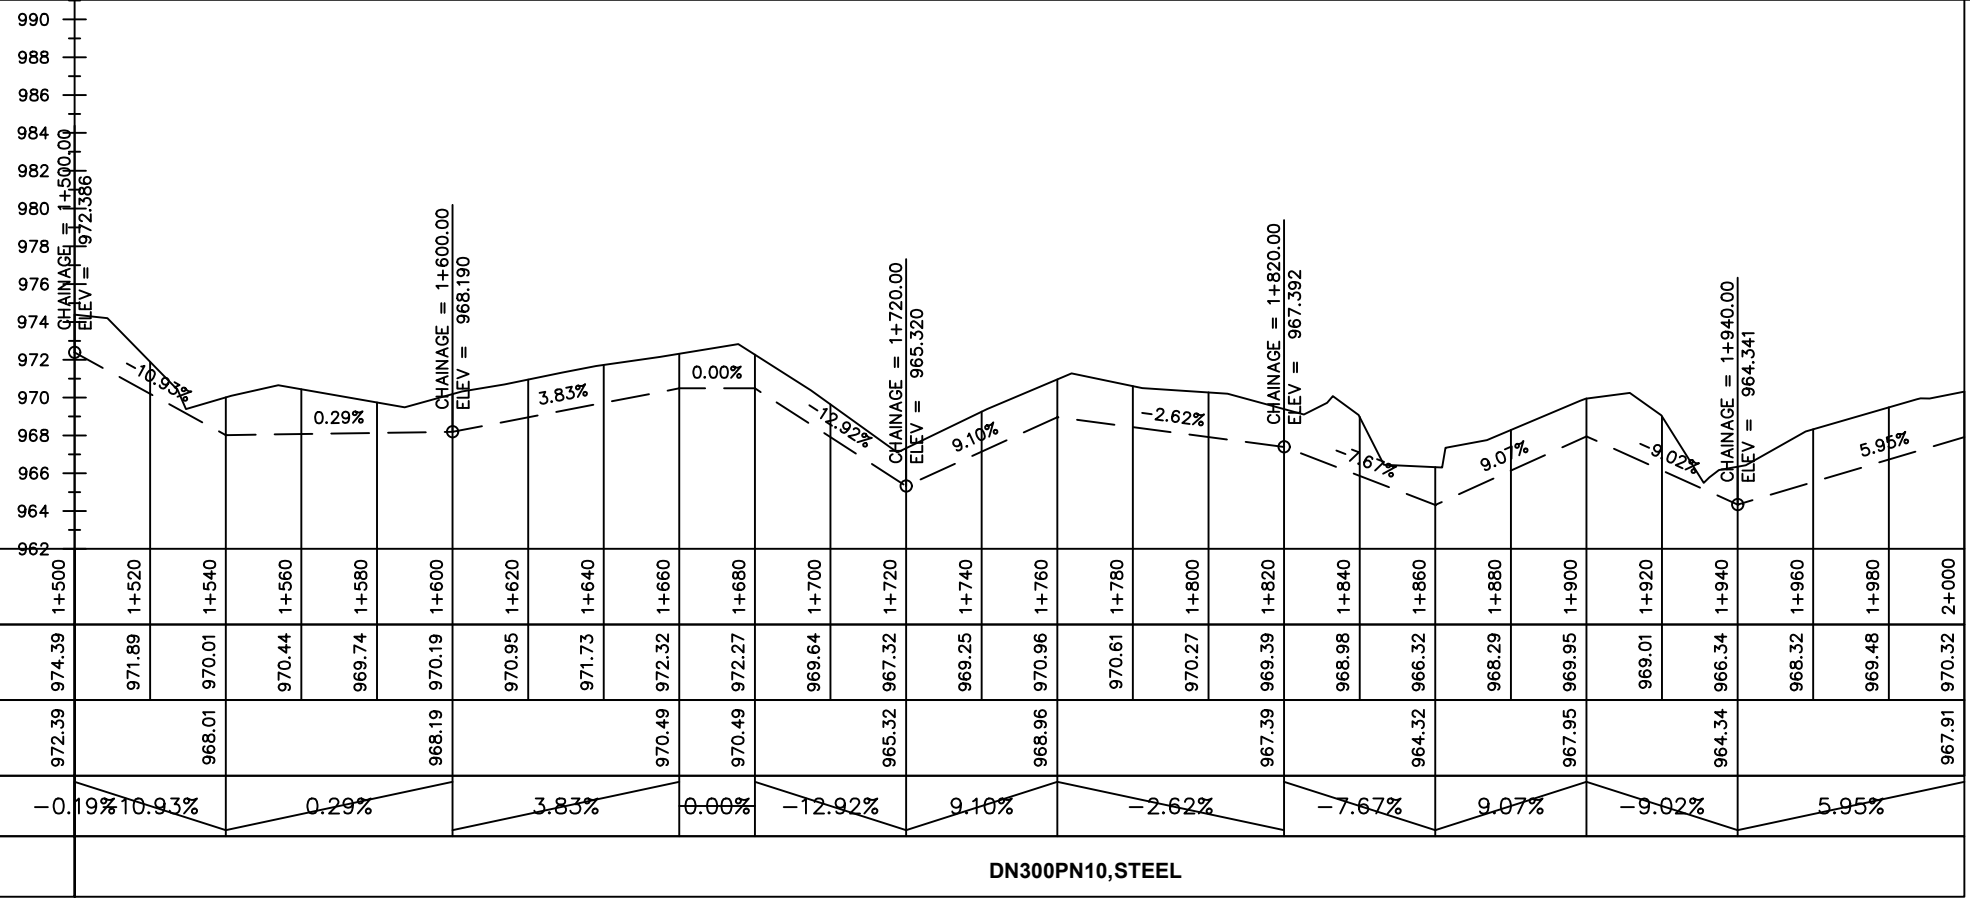 990
988
986
984
982
980
978
976
974
972
970
968
966
964
962
CHAINAGE = 1+500.00
ELEV = 972.386
CHAINAGE = 1+600.00
ELEV = 968.190
CHAINAGE = 1+720.00
ELEV = 965.320
CHAINAGE = 1+820.00
ELEV = 967.392
CHAINAGE = 1+940.00
ELEV = 964.341
-10.93%
0.29%
3.83%
0.00%
-12.92%
9.10%
-2.62%
-7.67%
9.07%
-9.02%
5.95%
1+500 1+520 1+540 1+560 1+580 1+600 1+620 1+640 1+660 1+680 1+700 1+720 1+740 1+760 1+780 1+800 1+820 1+840 1+860 1+880 1+900 1+920 1+940 1+960 1+980 2+000
974.39 971.89 970.01 970.44 969.74 970.19 970.95 971.73 972.32 972.27 969.64 967.32 969.25 970.96 970.61 970.27 969.39 968.98 966.32 968.29 969.95 969.01 966.34 968.32 969.48 970.32
972.39 968.01 968.19 970.49 970.49 965.32 968.96 967.39 964.32 967.95 964.34 967.91
-0.19% -10.93% 0.29% 3.83% 0.00% -12.92% 9.10% -2.62% -7.67% 9.07% -9.02% 5.95%
DN300PN10,STEEL